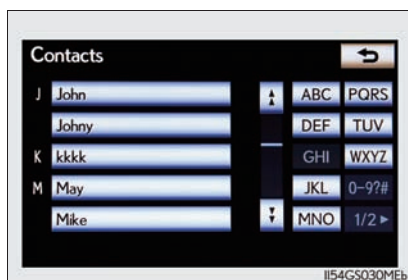 Contacts
J John ABC PQRS
Johny DEF TUV
K kkkk GHI WXYZ
M May JKL 0-9?#
Mike MNO 1/2
II54GS030MEb